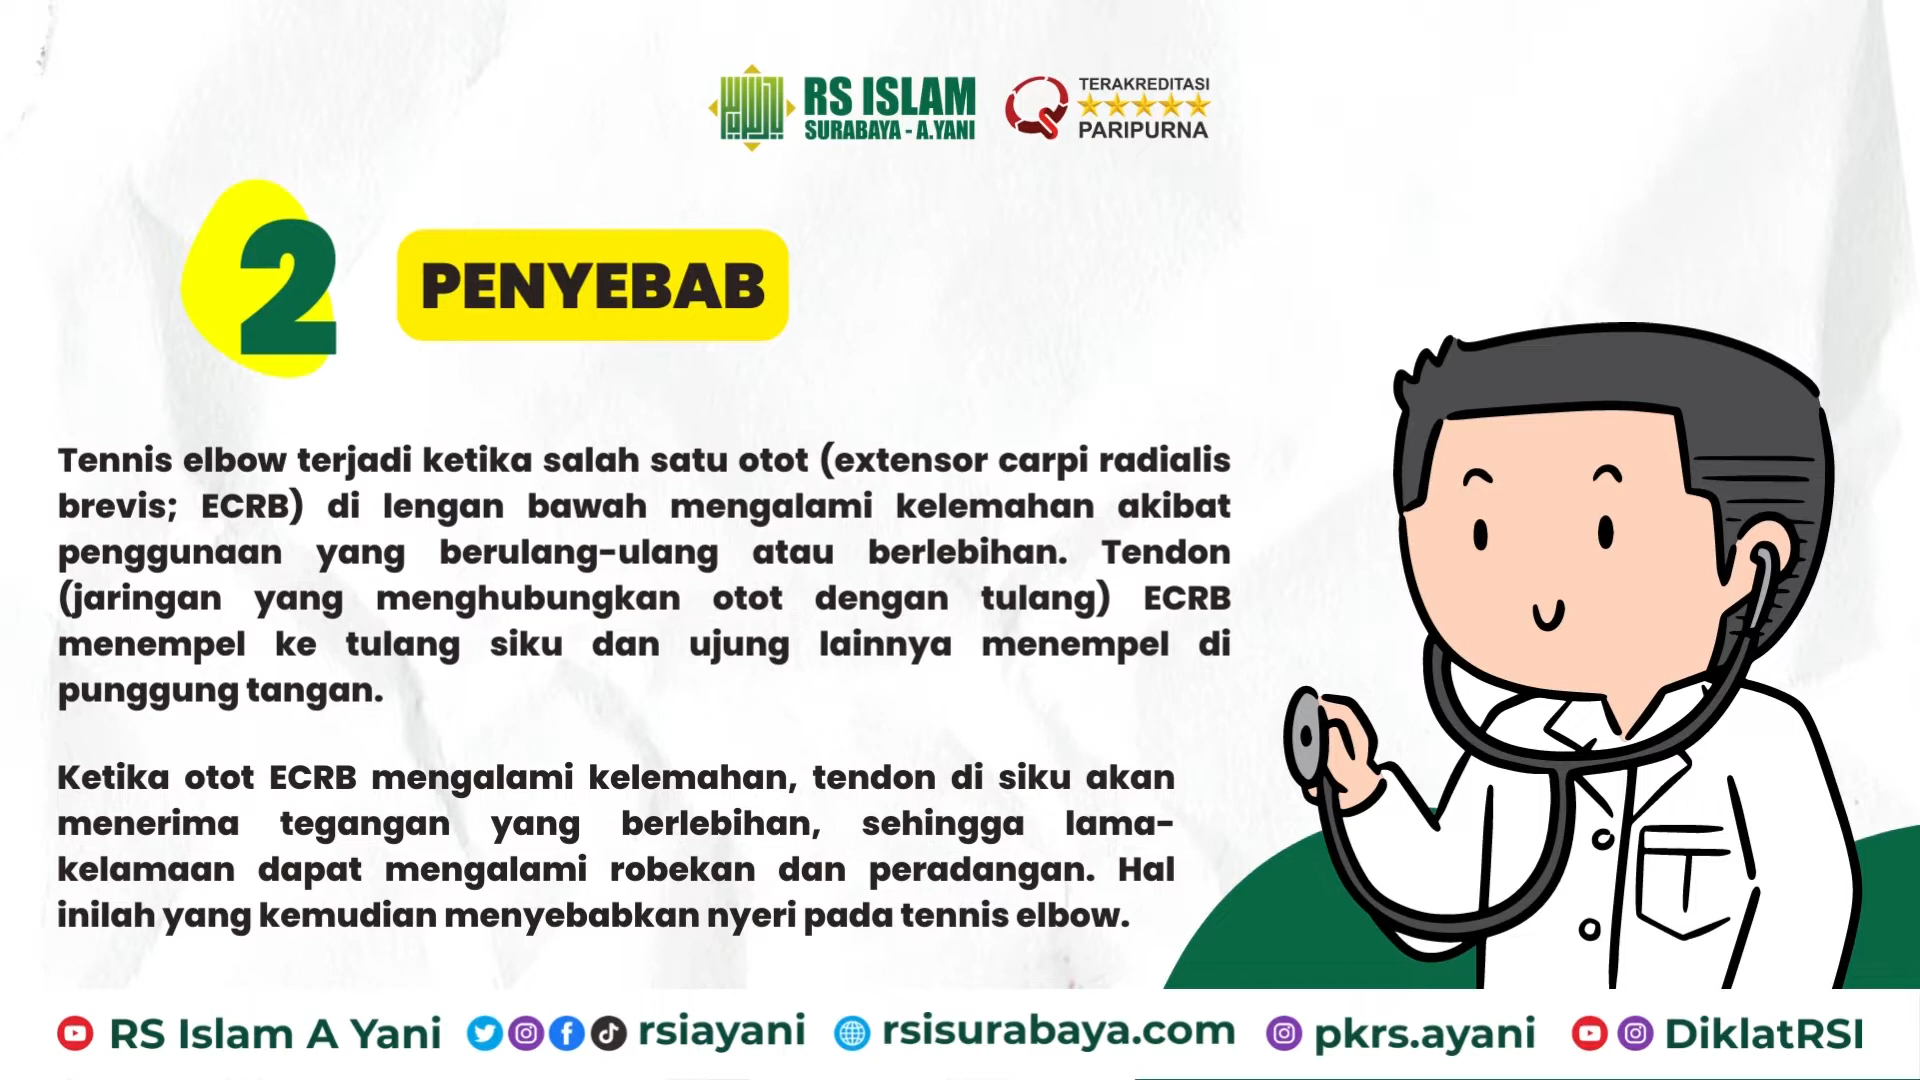 RS ISLAM
SURABAYA - A.YANI
TERAKREDITASI
PARIPURNA
2
PENYEBAB
Tennis elbow terjadi ketika salah satu otot (extensor carpi radialis
brevis; ECRB) di lengan bawah mengalami kelemahan akibat
penggunaan yang berulang-ulang atau berlebihan. Tendon
(jaringan yang menghubungkan otot dengan tulang) ECRB
menempel ke tulang siku dan ujung lainnya menempel di
punggung tangan.
Ketika otot ECRB mengalami kelemahan, tendon di siku akan
menerima tegangan yang berlebihan, sehingga lama-
kelamaan dapat mengalami robekan dan peradangan. Hal
inilah yang kemudian menyebabkan nyeri pada tennis elbow.
RS Islam A Yani rsiayani rsisurabaya.com pkrs.ayani DiklatRSI